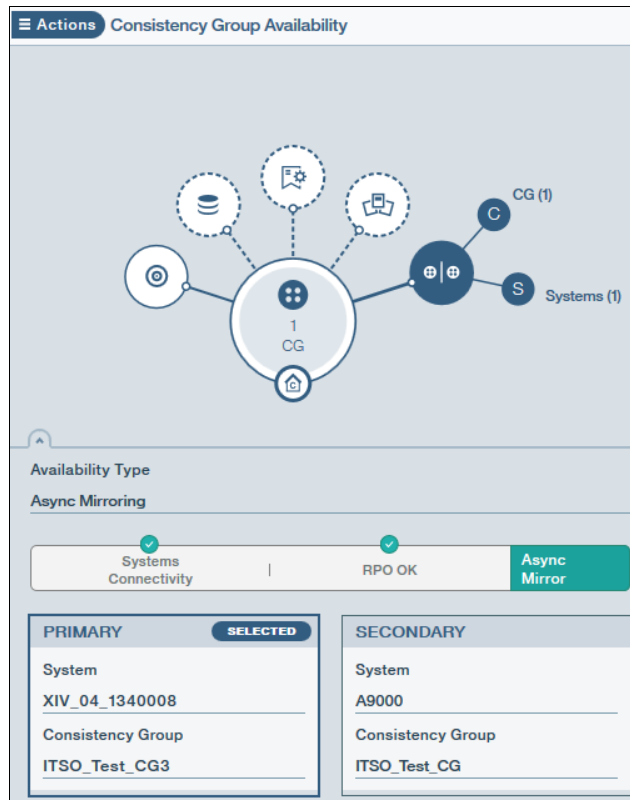 Actions Consistency Group Availability
CG (1)
C
S
Systems (1)
1
CG
C
Availability Type
Async Mirroring
Systems
Connectivity
|
RPO OK
Async
Mirror
PRIMARY
SELECTED
System
XIV_04_1340008
Consistency Group
ITSO_Test_CG3
SECONDARY
System
A9000
Consistency Group
ITSO_Test_CG